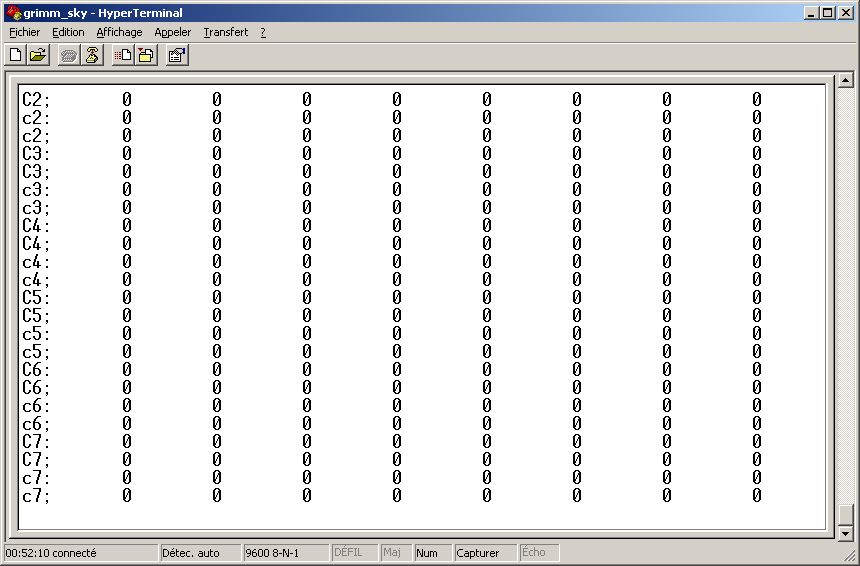 grimm_sky - HyperTerminal
Fichier Edition Affichage Appeler Transfert ?
C2; 0 0 0 0 0 0 0 0
c2: 0 0 0 0 0 0 0 0
c2; 0 0 0 0 0 0 0 0
C3: 0 0 0 0 0 0 0 0
C3; 0 0 0 0 0 0 0 0
c3: 0 0 0 0 0 0 0 0
c3; 0 0 0 0 0 0 0 0
C4: 0 0 0 0 0 0 0 0
C4; 0 0 0 0 0 0 0 0
c4: 0 0 0 0 0 0 0 0
c4; 0 0 0 0 0 0 0 0
C5: 0 0 0 0 0 0 0 0
C5; 0 0 0 0 0 0 0 0
c5: 0 0 0 0 0 0 0 0
c5; 0 0 0 0 0 0 0 0
C6: 0 0 0 0 0 0 0 0
C6; 0 0 0 0 0 0 0 0
c6: 0 0 0 0 0 0 0 0
c6; 0 0 0 0 0 0 0 0
C7: 0 0 0 0 0 0 0 0
C7; 0 0 0 0 0 0 0 0
c7: 0 0 0 0 0 0 0 0
c7; 0 0 0 0 0 0 0 0
00:52:10 connecté Détec. auto 9600 8-N-1 DÉFIL Maj Num Capturer Écho